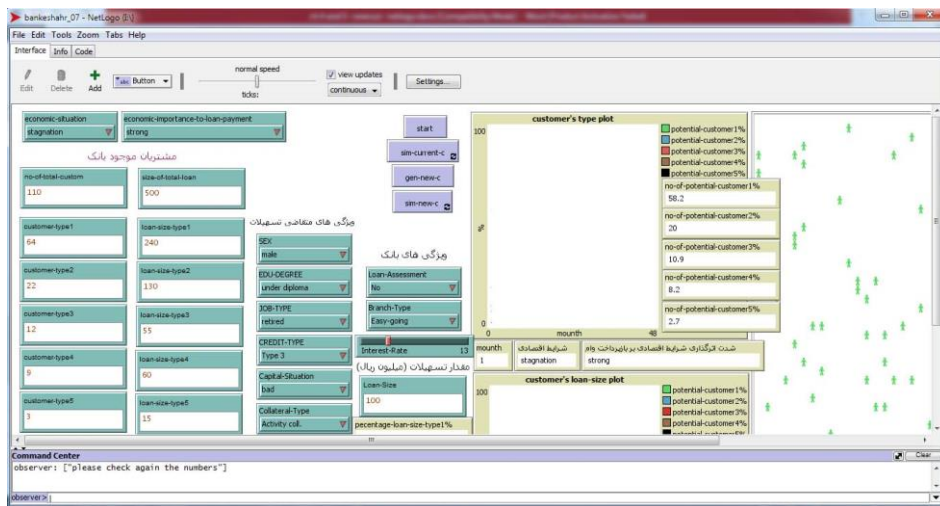 bankeshahr_07 - NetLogo
File Edit Tools Zoom Tabs Help
Interface Info Code
Edit Delete Add
abc Button
normal speed
ticks:
view updates
continuous
Settings...
economic-situation
stagnation
economic-importance-to-loan-payment
strong
مشتریان موجود بانک
no-of-total-custom
110
size-of-total-loan
500
customer-type1
64
loan-size-type1
240
customer-type2
22
loan-size-type2
130
customer-type3
12
loan-size-type3
55
customer-type4
9
loan-size-type4
60
customer-type5
3
loan-size-type5
15
ویژگی های متقاضی تسهیلات
SEX
male
EDU-DEGREE
under diploma
JOB-TYPE
retired
CREDIT-TYPE
Type 3
Capital-Situation
bad
Collateral-Type
Activity coll.
start
sim-current-c
gen-new-c
sim-new-c
ویژگی های بانک
Loan-Assessment
No
Branch-Type
Easy-going
Interest-Rate 13
مقدار تسهیلات (میلیون ریال)
Loan-Size
100
pecentage-loan-size-type1%
customer's type plot
100
%
0
0 mounth 48
potential-customer1%
potential-customer2%
potential-customer3%
potential-customer4%
potential-customer5%
no-of-potential-customer1%
58.2
no-of-potential-customer2%
20
no-of-potential-customer3%
10.9
no-of-potential-customer4%
8.2
no-of-potential-customer5%
2.7
mounth
1
شرایط اقتصادی
stagnation
شدت اثرگذاری شرایط اقتصادی بر بازپرداخت وام
strong
customer's loan-size plot
100
potential-customer1%
potential-customer2%
potential-customer3%
potential-customer4%
Command Center
Clear
observer: ["please check again the numbers"]
observer>